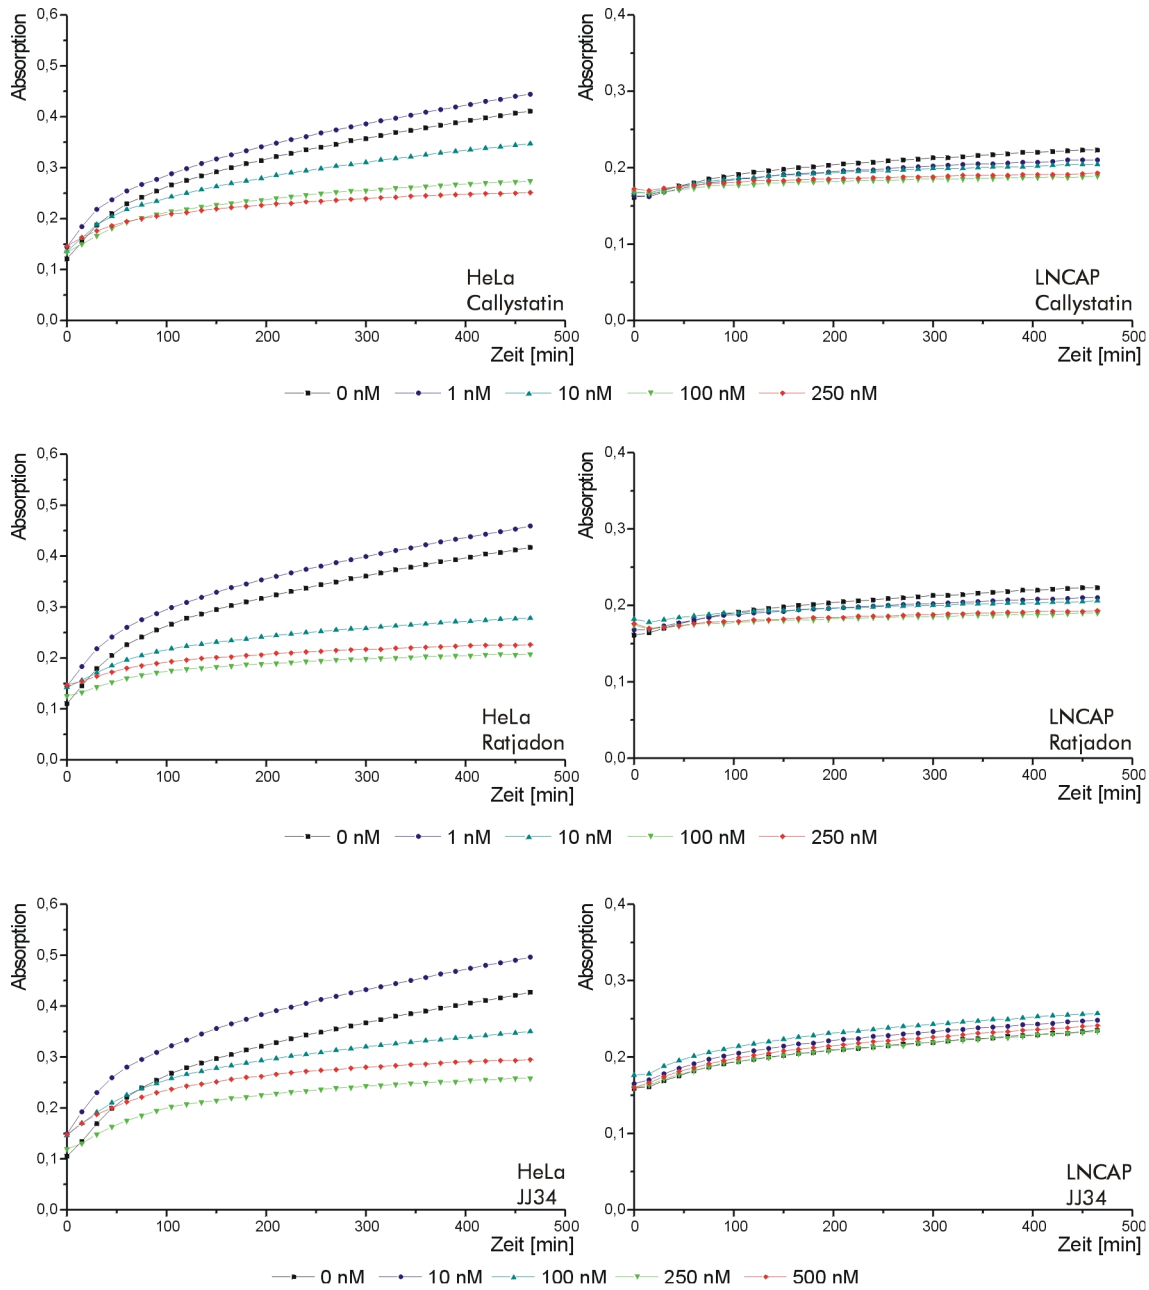 0,6
0,5
0,4
0,3
0,2
0,1
0,0
Absorption
HeLa
Callystatin
0 100 200 300 400 500
Zeit [min]
0,4
0,3
0,2
0,1
0,0
Absorption
LNCAP
Callystatin
0 100 200 300 400 500
Zeit [min]
0 nM 1 nM 10 nM 100 nM 250 nM
0,6
0,5
0,4
0,3
0,2
0,1
0,0
Absorption
HeLa
Ratjadon
0 100 200 300 400 500
Zeit [min]
0,4
0,3
0,2
0,1
0,0
Absorption
LNCAP
Ratjadon
0 100 200 300 400 500
Zeit [min]
0 nM 1 nM 10 nM 100 nM 250 nM
0,6
0,5
0,4
0,3
0,2
0,1
0,0
Absorption
HeLa
JJ34
0 100 200 300 400 500
Zeit [min]
0,4
0,3
0,2
0,1
0,0
Absorption
LNCAP
JJ34
0 100 200 300 400 500
Zeit [min]
0 nM 10 nM 100 nM 250 nM 500 nM